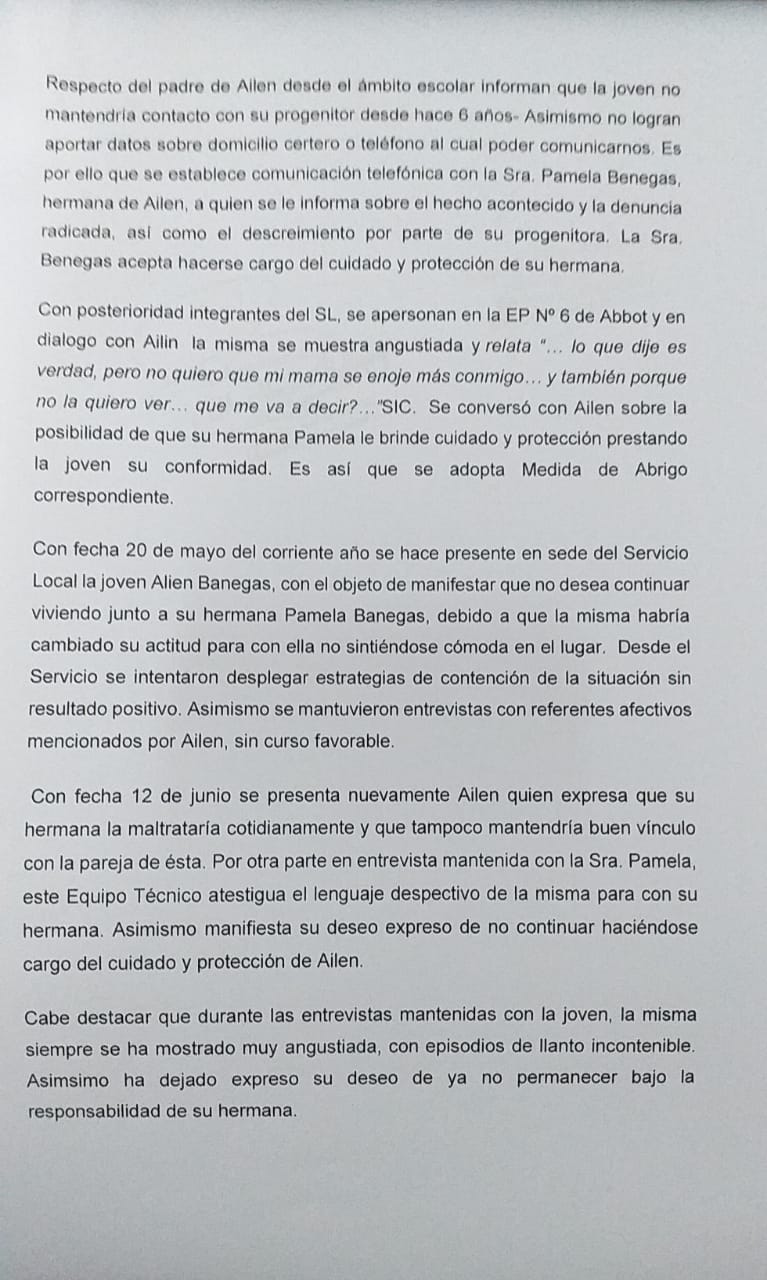 Respecto del padre de Ailen desde el ámbito escolar informan que la joven no
mantendría contacto con su progenitor desde hace 6 años- Asimismo no logran
aportar datos sobre domicilio certero o teléfono al cual poder comunicarnos. Es
por ello que se establece comunicación telefónica con la Sra. Pamela Benegas,
hermana de Ailen, a quien se le informa sobre el hecho acontecido y la denuncia
radicada, así como el descreimiento por parte de su progenitora. La Sra.
Benegas acepta hacerse cargo del cuidado y protección de su hermana.
Con posterioridad integrantes del SL, se apersonan en la EP Nº 6 de Abbot y en
dialogo con Ailin la misma se muestra angustiada y relata "... lo que dije es
verdad, pero no quiero que mi mama se enoje más conmigo... y también porque
no la quiero ver... que me va a decir?..."SIC. Se conversó con Ailen sobre la
posibilidad de que su hermana Pamela le brinde cuidado y protección prestando
la joven su conformidad. Es así que se adopta Medida de Abrigo
correspondiente.
Con fecha 20 de mayo del corriente año se hace presente en sede del Servicio
Local la joven Alien Banegas, con el objeto de manifestar que no desea continuar
viviendo junto a su hermana Pamela Banegas, debido a que la misma habría
cambiado su actitud para con ella no sintiéndose cómoda en el lugar. Desde el
Servicio se intentaron desplegar estrategias de contención de la situación sin
resultado positivo. Asimismo se mantuvieron entrevistas con referentes afectivos
mencionados por Ailen, sin curso favorable.
Con fecha 12 de junio se presenta nuevamente Ailen quien expresa que su
hermana la maltrataría cotidianamente y que tampoco mantendría buen vínculo
con la pareja de ésta. Por otra parte en entrevista mantenida con la Sra. Pamela,
este Equipo Técnico atestigua el lenguaje despectivo de la misma para con su
hermana. Asimismo manifiesta su deseo expreso de no continuar haciéndose
cargo del cuidado y protección de Ailen.
Cabe destacar que durante las entrevistas mantenidas con la joven, la misma
siempre se ha mostrado muy angustiada, con episodios de llanto incontenible.
Asimsimo ha dejado expreso su deseo de ya no permanecer bajo la
responsabilidad de su hermana.